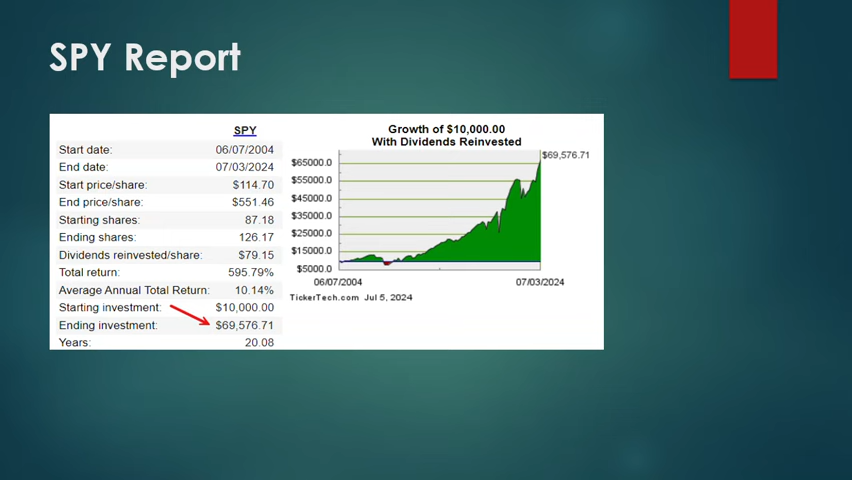 SPY Report
SPY
Start date: 06/07/2004
End date: 07/03/2024
Start price/share: $114.70
End price/share: $551.46
Starting shares: 87.18
Ending shares: 126.17
Dividends reinvested/share: $79.15
Total return: 595.79%
Average Annual Total Return: 10.14%
Starting investment: $10,000.00
Ending investment: $69,576.71
Years: 20.08
Growth of $10,000.00
With Dividends Reinvested
$69,576.71
$65000.0
$55000.0
$45000.0
$35000.0
$25000.0
$15000.0
$5000.0
06/07/2004 07/03/2024
TickerTech.com Jul 5, 2024